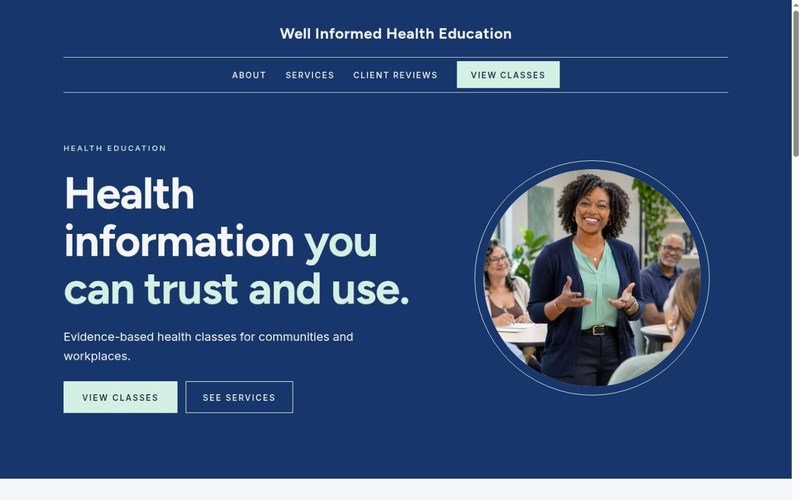 Well Informed Health Education
ABOUT SERVICES CLIENT REVIEWS VIEW CLASSES
HEALTH EDUCATION
Health
information you
can trust and use.
Evidence-based health classes for communities and
workplaces.
VIEW CLASSES SEE SERVICES